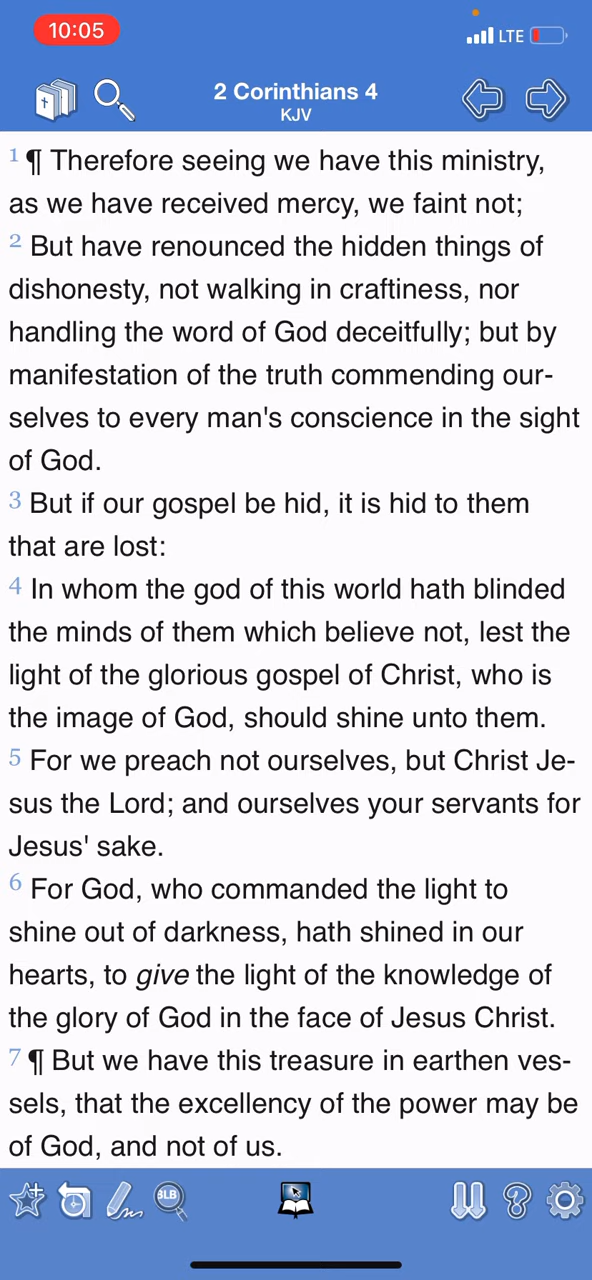 10:05
LTE
2 Corinthians 4
KJV
1 ¶ Therefore seeing we have this ministry,
as we have received mercy, we faint not;
2 But have renounced the hidden things of
dishonesty, not walking in craftiness, nor
handling the word of God deceitfully; but by
manifestation of the truth commending our-
selves to every man's conscience in the sight
of God.
3 But if our gospel be hid, it is hid to them
that are lost:
4 In whom the god of this world hath blinded
the minds of them which believe not, lest the
light of the glorious gospel of Christ, who is
the image of God, should shine unto them.
5 For we preach not ourselves, but Christ Je-
sus the Lord; and ourselves your servants for
Jesus' sake.
6 For God, who commanded the light to
shine out of darkness, hath shined in our
hearts, to give the light of the knowledge of
the glory of God in the face of Jesus Christ.
7 ¶ But we have this treasure in earthen ves-
sels, that the excellency of the power may be
of God, and not of us.
BLB